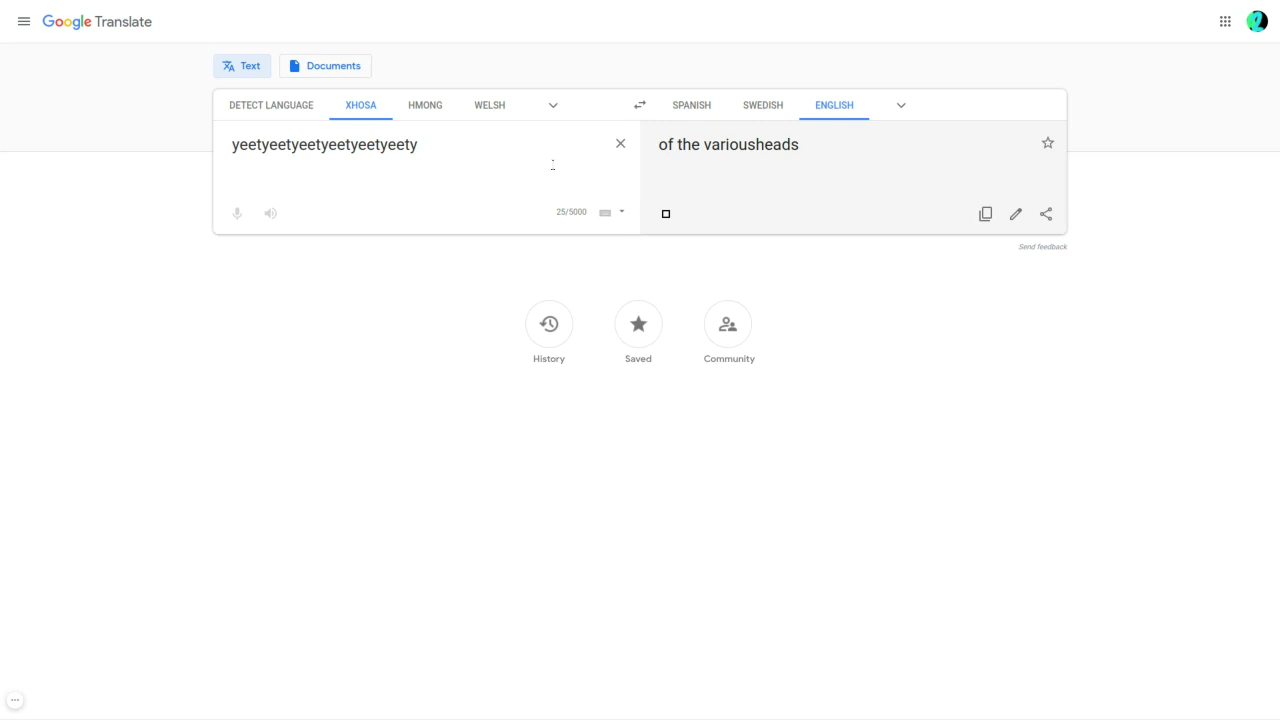 Google Translate
Text
Documents
DETECT LANGUAGE XHOSA HMONG WELSH SPANISH SWEDISH ENGLISH
yeetyeetyeetyeetyeetyeety
of the variousheads
25/5000
Send feedback
History
Saved
Community